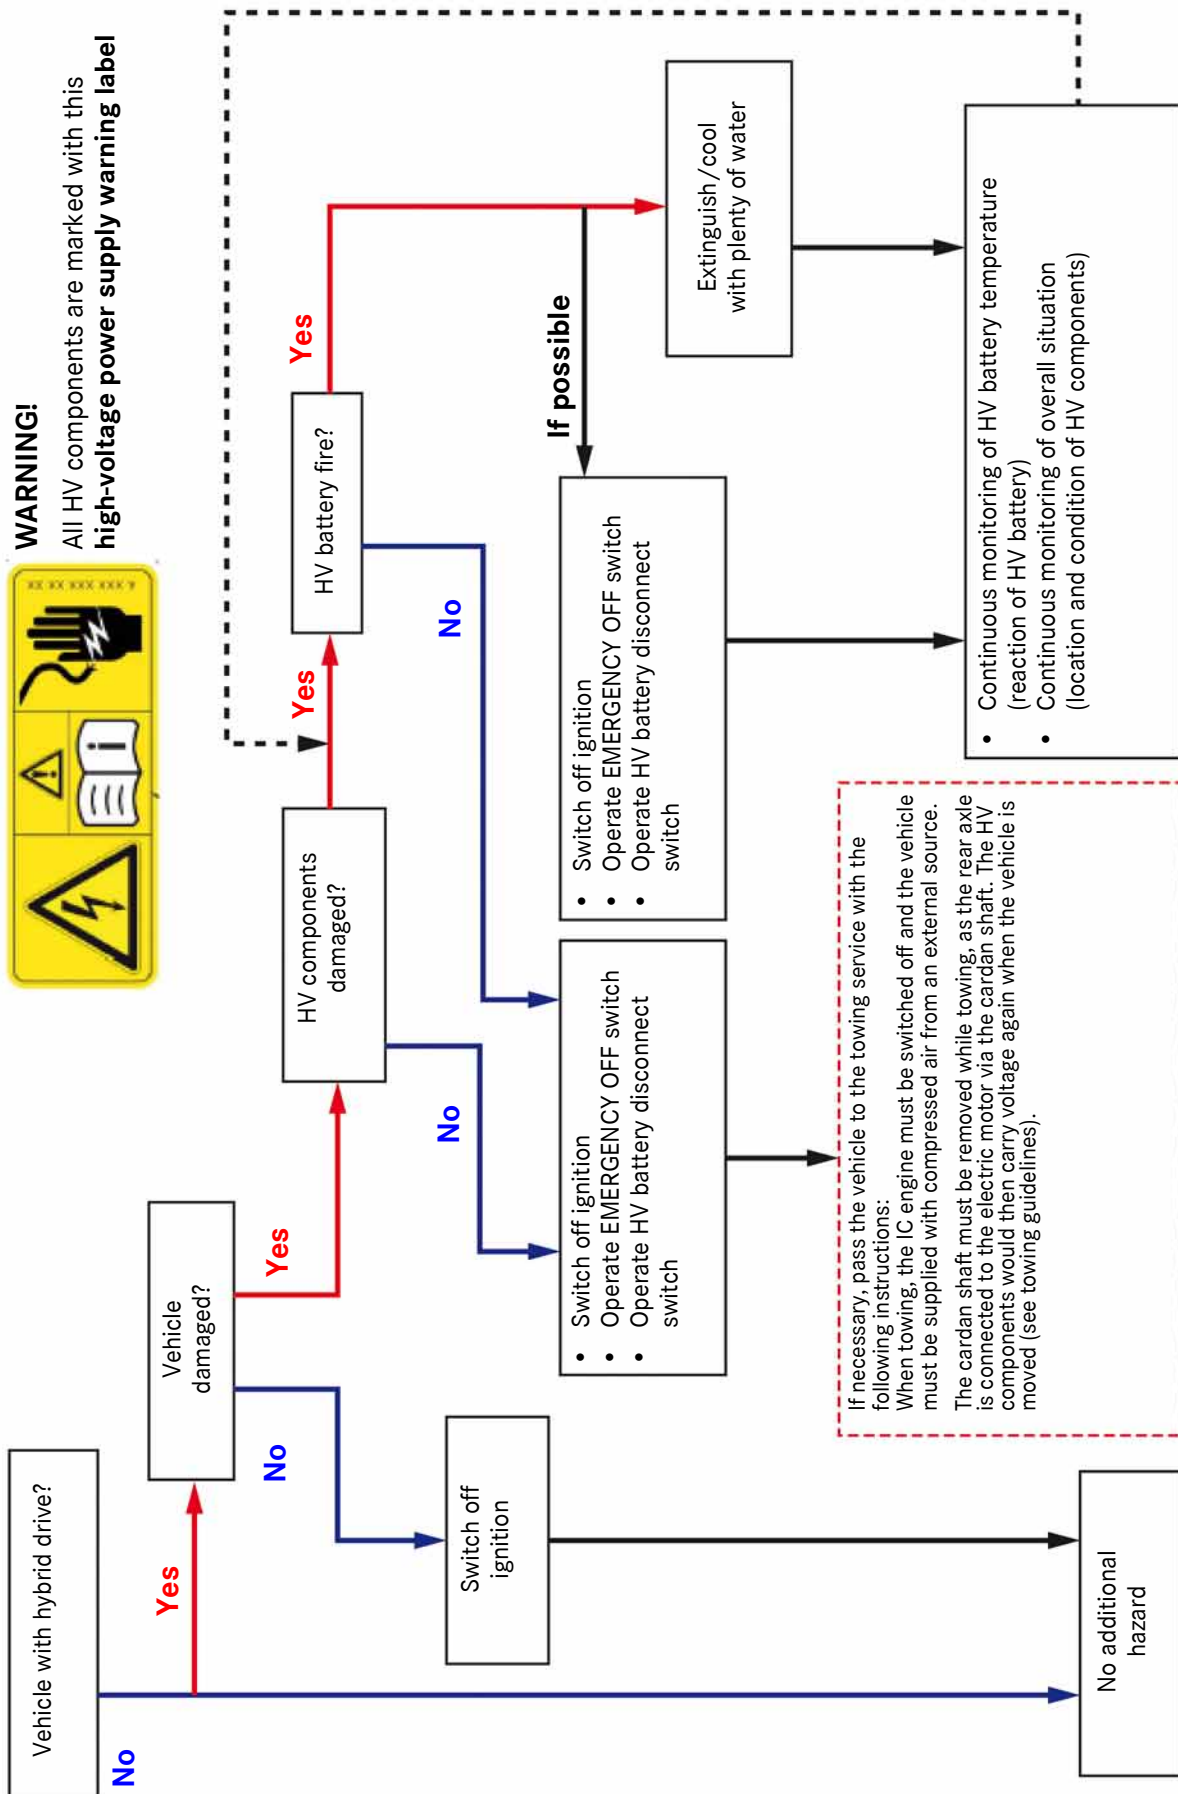 WARNING!
All HV components are marked with this
high-voltage power supply warning label
XX XX XXX XXX Y
Vehicle with hybrid drive?
No
Yes
Vehicle
damaged?
No
Yes
Switch off
ignition
No additional
hazard
HV components
damaged?
No
Yes
HV battery fire?
No
Yes
• Switch off ignition
• Operate EMERGENCY OFF switch
• Operate HV battery disconnect
switch
If necessary, pass the vehicle to the towing service with the
following instructions:
When towing, the IC engine must be switched off and the vehicle
must be supplied with compressed air from an external source.
The cardan shaft must be removed while towing, as the rear axle
is connected to the electric motor via the cardan shaft. The HV
components would then carry voltage again when the vehicle is
moved (see towing guidelines).
If possible
• Switch off ignition
• Operate EMERGENCY OFF switch
• Operate HV battery disconnect
switch
Extinguish/cool
with plenty of water
• Continuous monitoring of HV battery temperature
(reaction of HV battery)
• Continuous monitoring of overall situation
(location and condition of HV components)